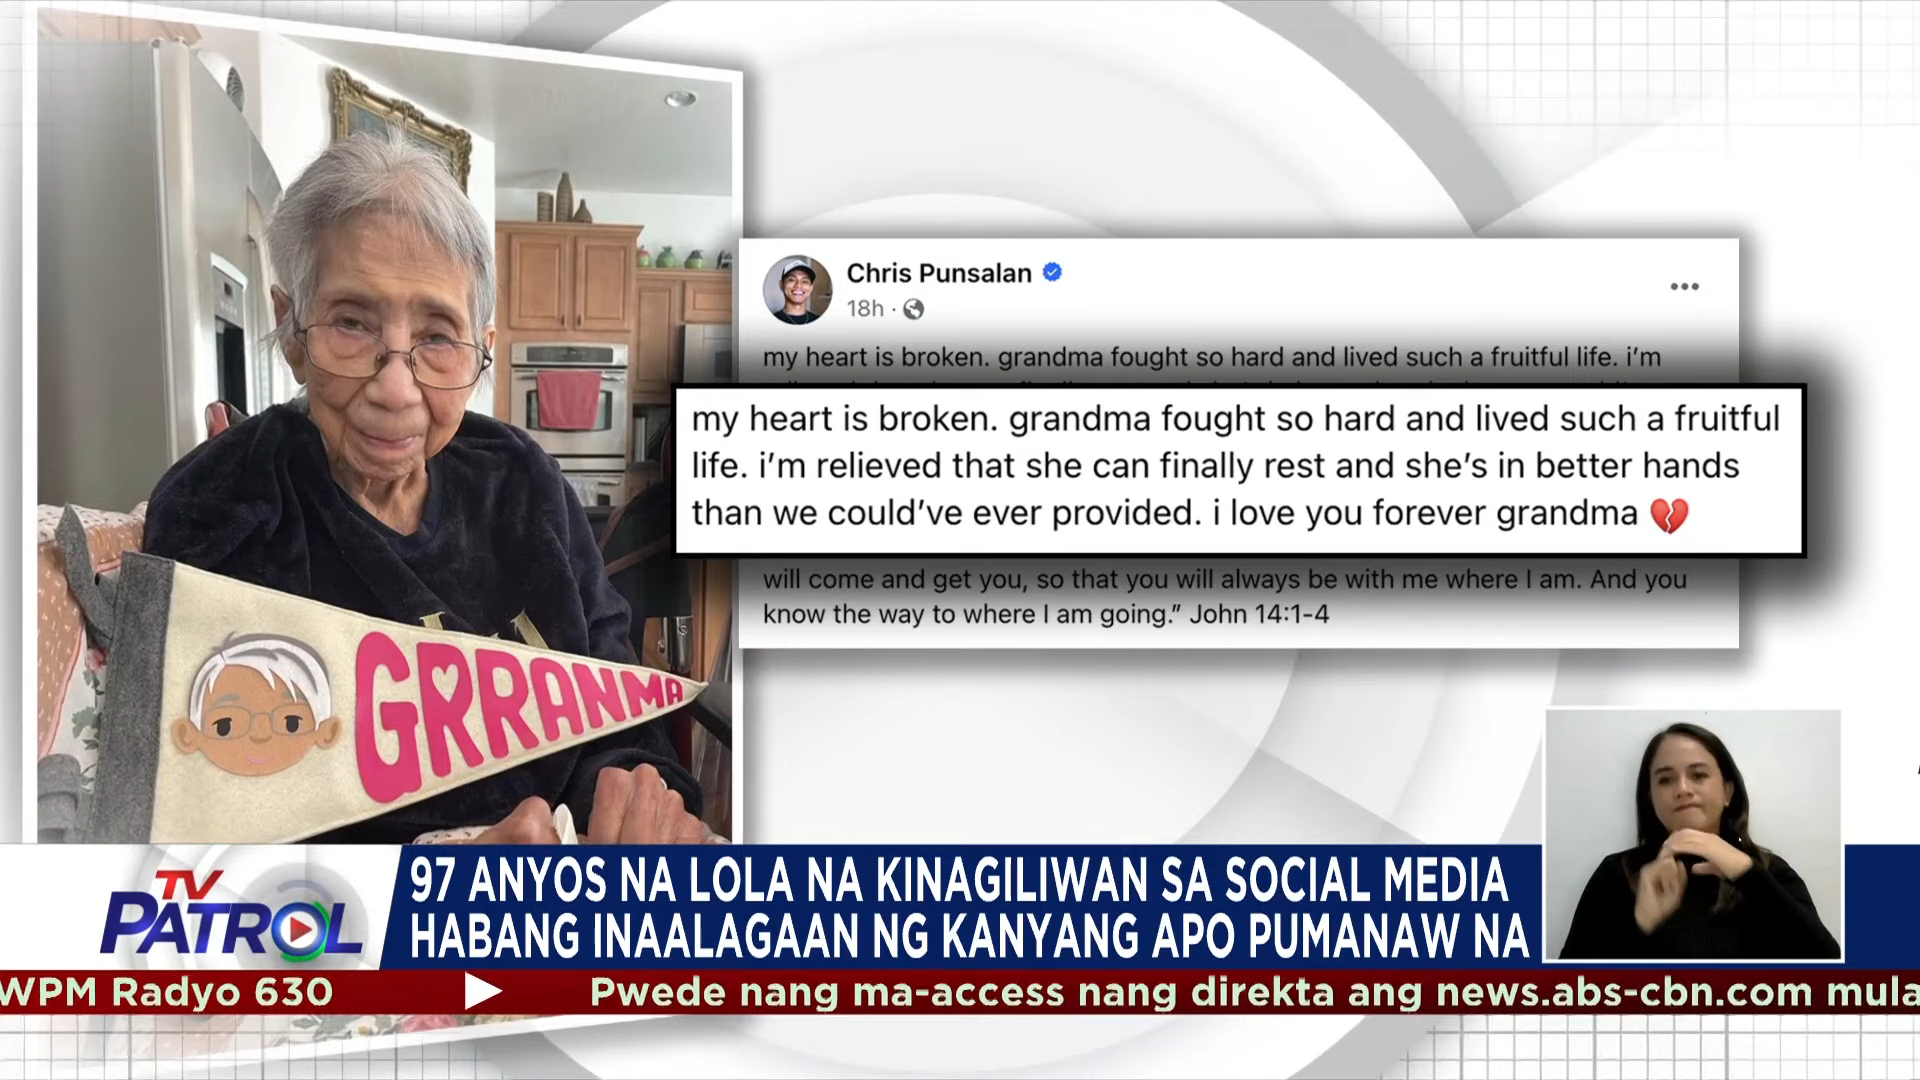 Chris Punsalan
18h
my heart is broken. grandma fought so hard and lived such a fruitful life. i'm
my heart is broken. grandma fought so hard and lived such a fruitful
life. i'm relieved that she can finally rest and she's in better hands
than we could've ever provided. i love you forever grandma 💔
will come and get you, so that you will always be with me where I am. And you
know the way to where I am going." John 14:1-4
GRRANMA
TV
PATROL
97 ANYOS NA LOLA NA KINAGILIWAN SA SOCIAL MEDIA
HABANG INAALAGAAN NG KANYANG APO PUMANAW NA
WPM Radyo 630
Pwede nang ma-access nang direkta ang news.abs-cbn.com mula